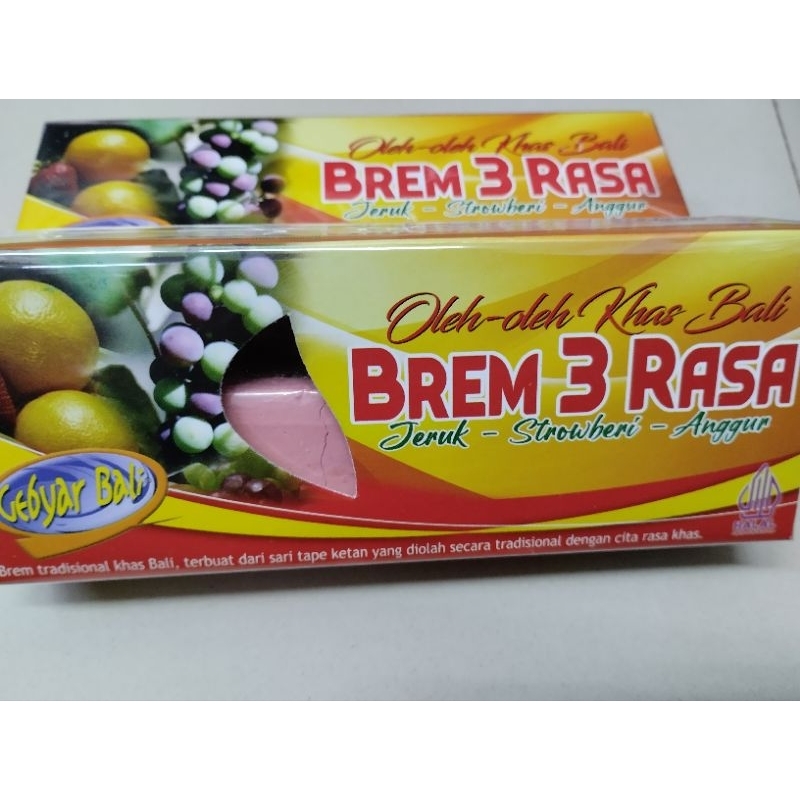 Oleh-oleh Khas Bali
BREM 3 RASA
Jeruk - Strowberi - Anggur
Oleh-oleh Khas Bali
BREM 3 RASA
Jeruk - Strowberi - Anggur
Gebyar Bali
HALAL
Brem tradisional khas Bali, terbuat dari sari tape ketan yang diolah secara tradisional dengan cita rasa khas.